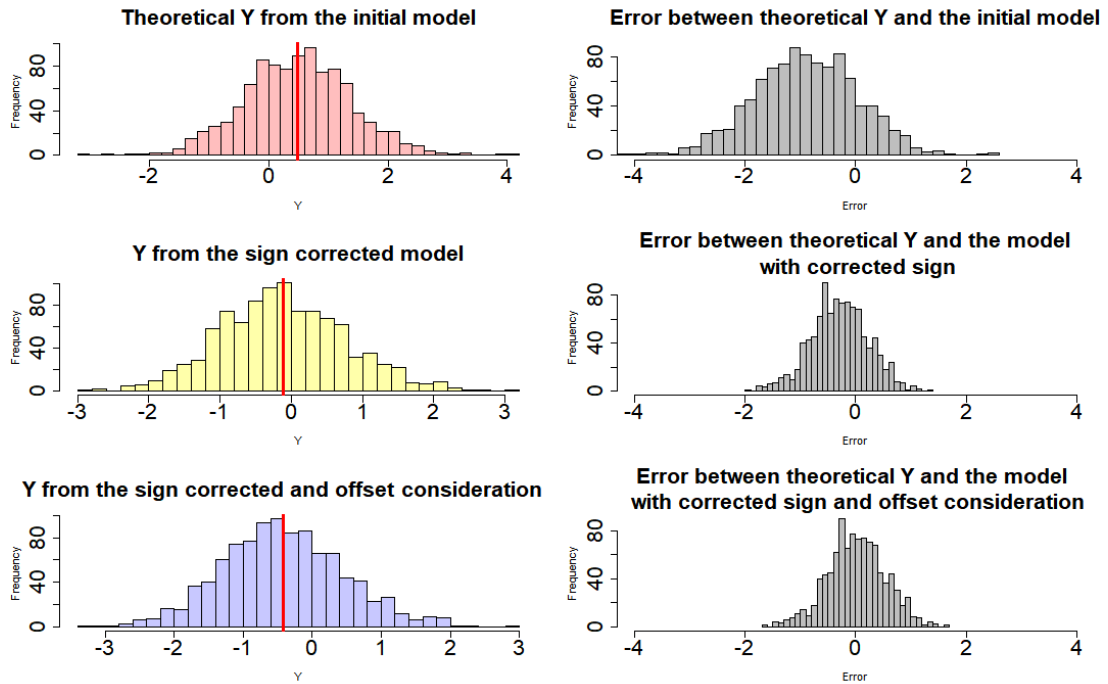 Theoretical Y from the initial model
Frequency
0 40 80
-2 0 2 4
Y
Error between theoretical Y and the initial model
Frequency
0 40 80
-4 -2 0 2 4
Error
Y from the sign corrected model
Frequency
0 40 80
-3 -2 -1 0 1 2 3
Y
Error between theoretical Y and the model
with corrected sign
Frequency
0 40 80
-4 -2 0 2 4
Error
Y from the sign corrected and offset consideration
Frequency
0 40 80
-3 -2 -1 0 1 2 3
Y
Error between theoretical Y and the model
with corrected sign and offset consideration
Frequency
0 40 80
-4 -2 0 2 4
Error